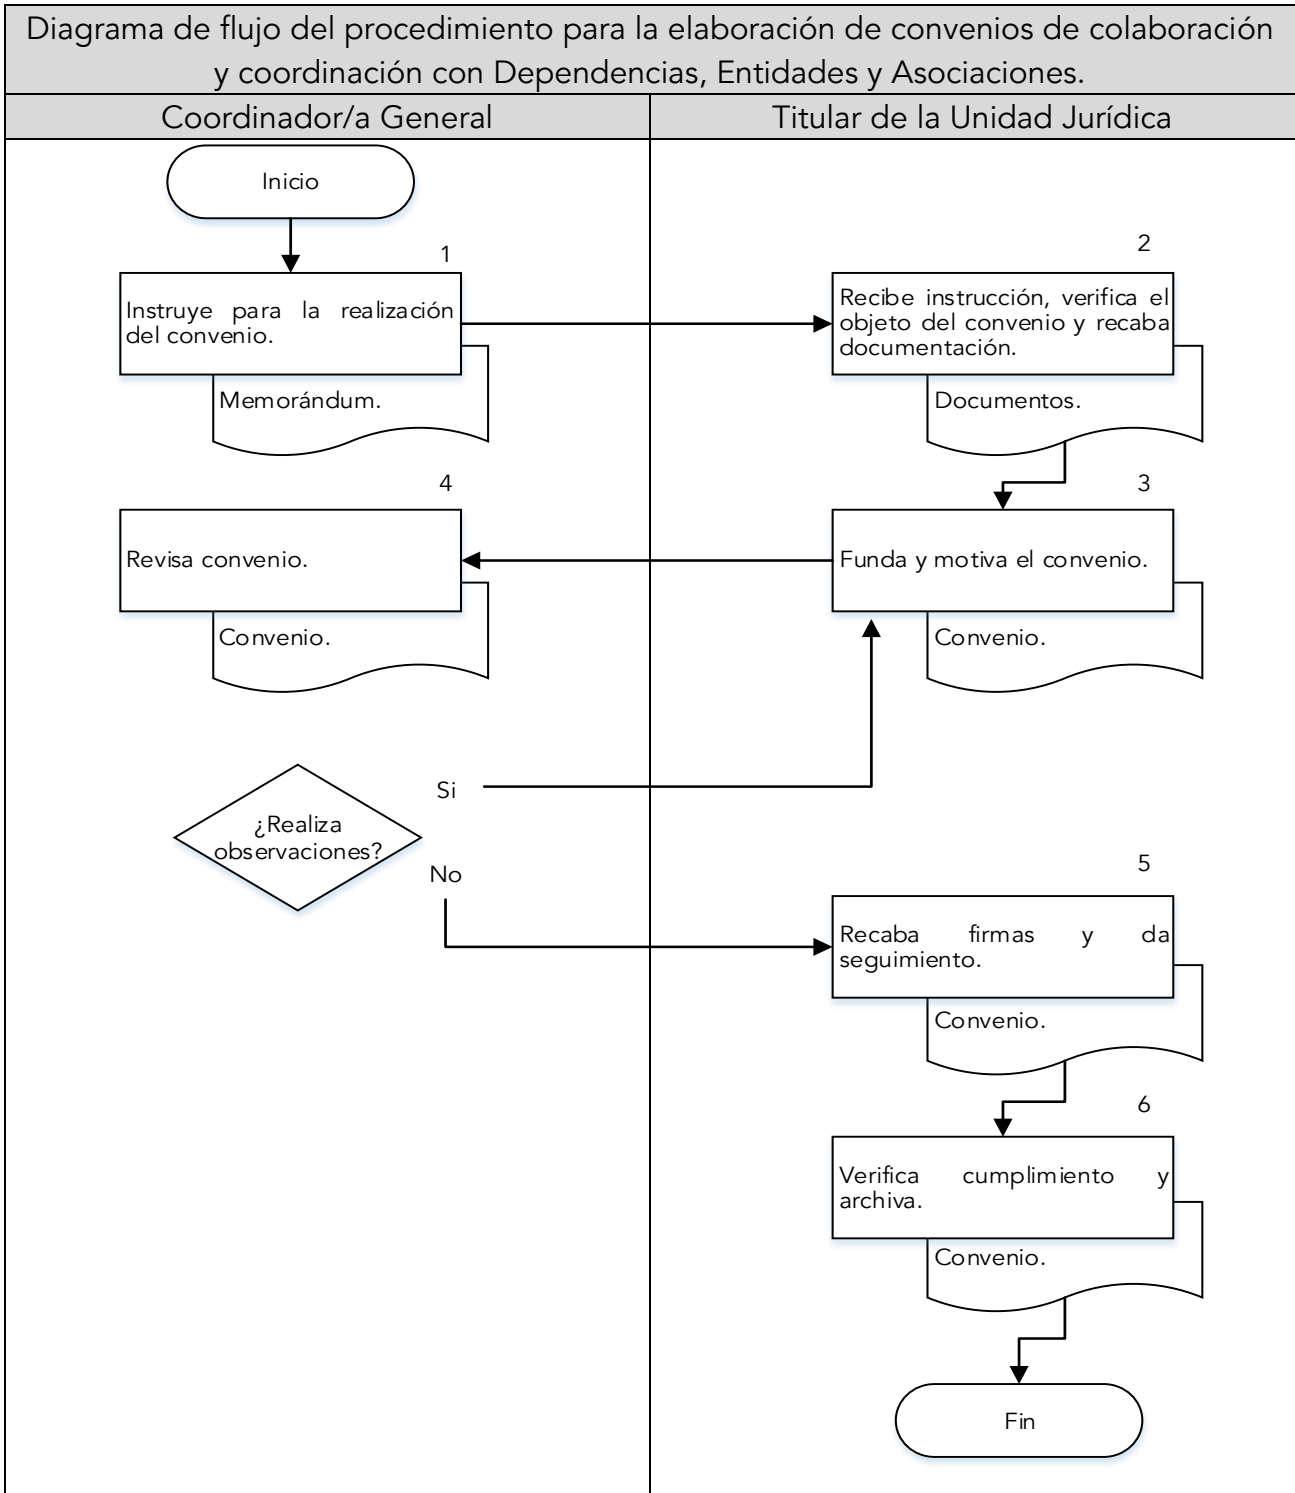 Diagrama de flujo del procedimiento para la elaboración de convenios de colaboración
y coordinación con Dependencias, Entidades y Asociaciones.
Coordinador/a General
Titular de la Unidad Jurídica
Inicio
1
Instruye para la realización
del convenio.
Memorándum.
2
Recibe instrucción, verifica el
objeto del convenio y recaba
documentación.
Documentos.
3
Funda y motiva el convenio.
Convenio.
4
Revisa convenio.
Convenio.
¿Realiza
observaciones?
Si
No
5
Recaba firmas y da
seguimiento.
Convenio.
6
Verifica cumplimiento y
archiva.
Convenio.
Fin